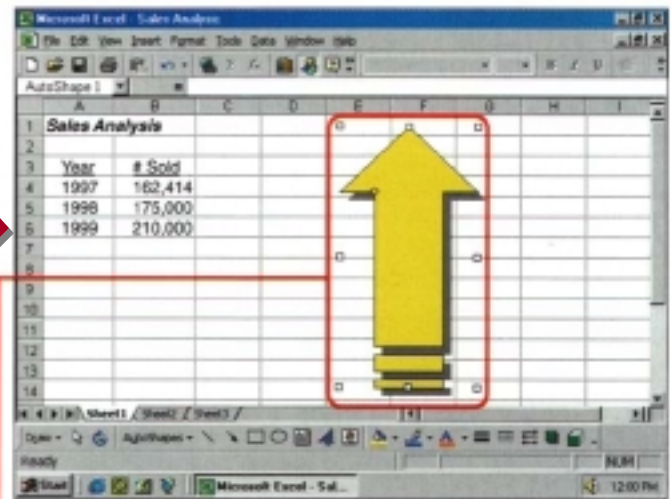 Microsoft Excel - Sales Analysis
File Edit View Insert Format Tools Data Window Help
AutoShape 1
A B C D E F G H I
1 Sales Analysis
2
3 Year # Sold
4 1997 162,414
5 1998 175,000
6 1999 210,000
7
8
9
10
11
12
13
14
Sheet1 Sheet2 Sheet3
Draw AutoShapes
Ready NUM
Start Microsoft Excel - Sal... 12:00 PM